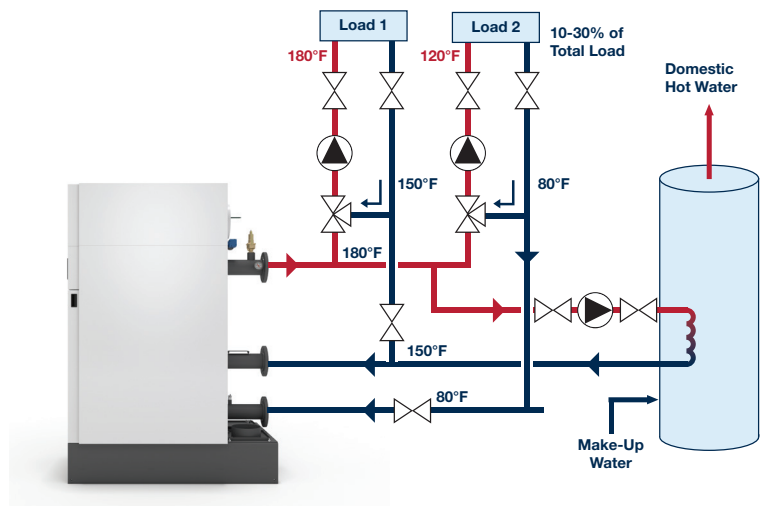 Load 1
Load 2
10-30% of
Total Load
180°F
120°F
Domestic
Hot Water
150°F
80°F
180°F
150°F
80°F
Make-Up
Water